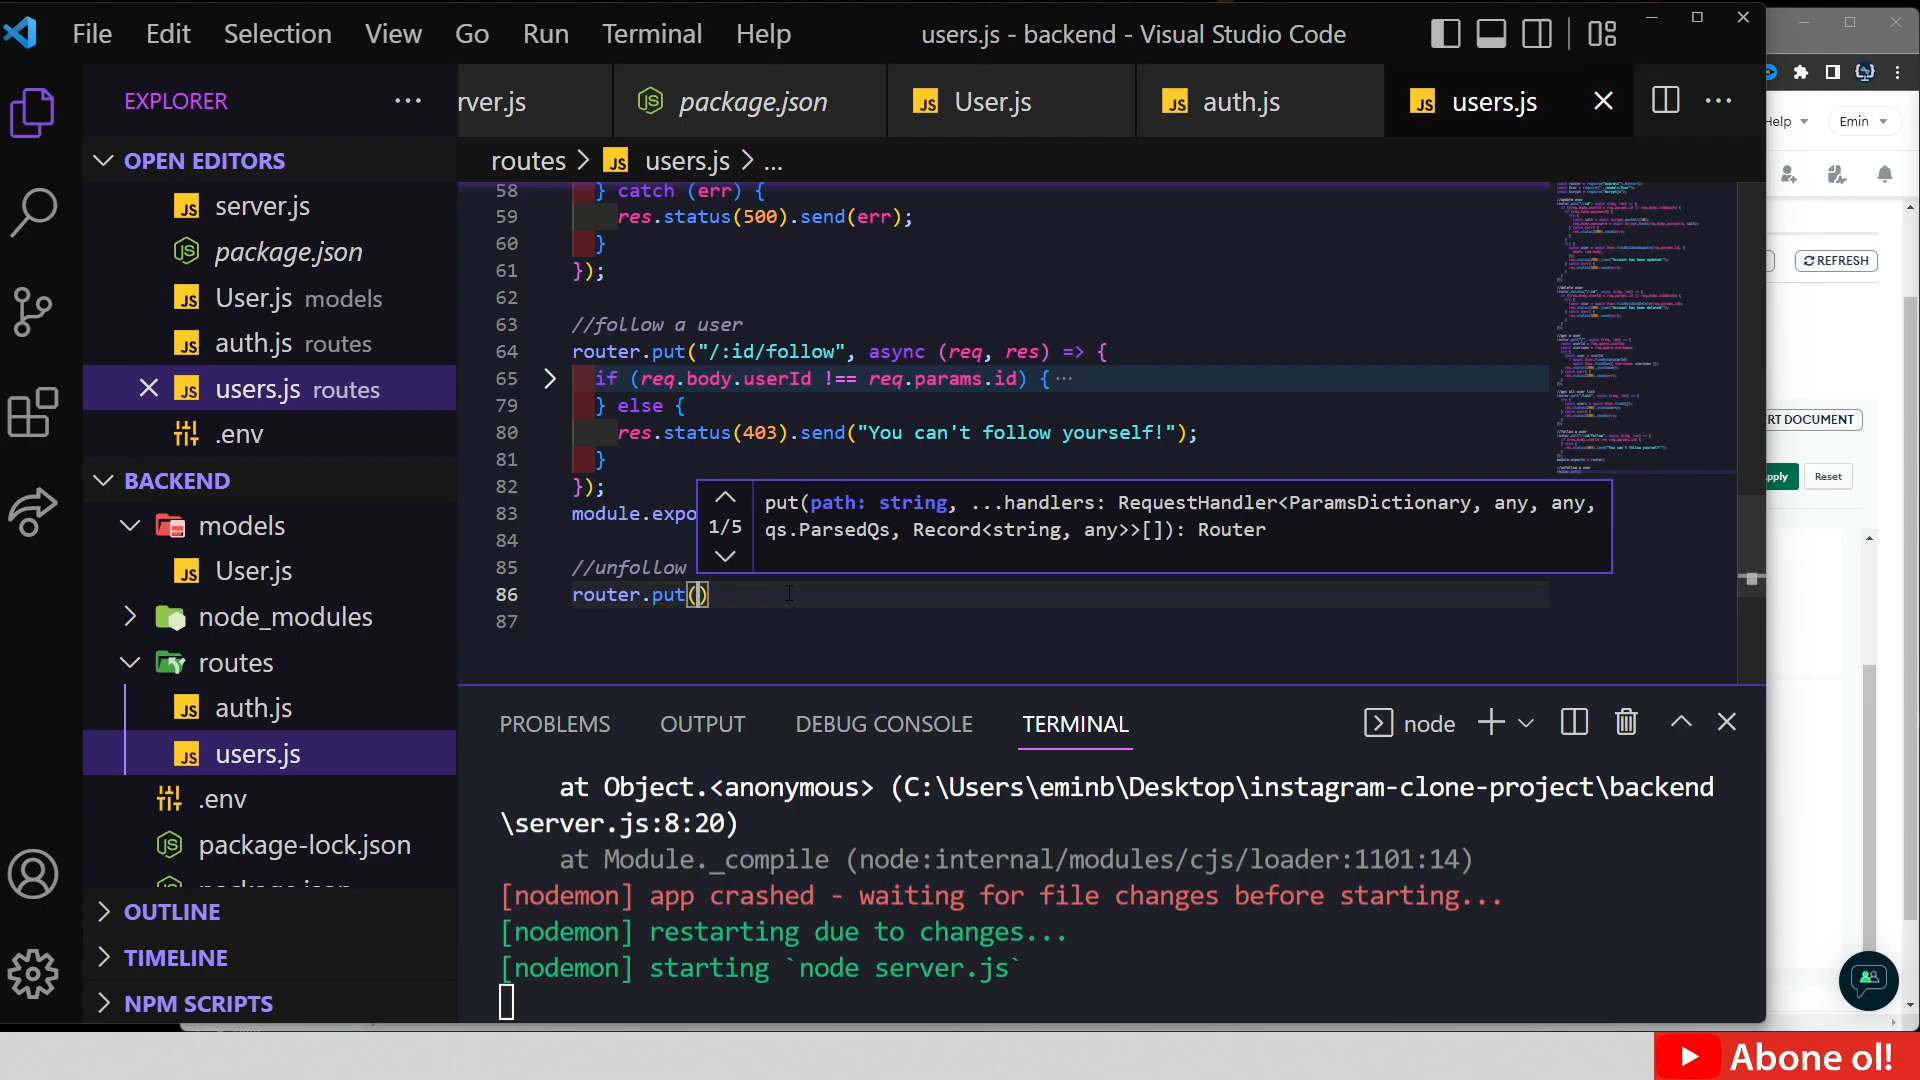 File Edit Selection View Go Run Terminal Help
users.js - backend - Visual Studio Code
EXPLORER
rver.js
package.json
User.js
auth.js
users.js
routes > users.js > ...
OPEN EDITORS
server.js
package.json
User.js models
auth.js routes
users.js routes
.env
BACKEND
models
User.js
node_modules
routes
auth.js
users.js
.env
package-lock.json
OUTLINE
TIMELINE
NPM SCRIPTS
58 } catch (err) {
59 res.status(500).send(err);
60 }
61 });
62
63 //follow a user
64 router.put("/:id/follow", async (req, res) => {
65 if (req.body.userId !== req.params.id) {···
79 } else {
80 res.status(403).send("You can't follow yourself!");
81 }
82 });
83 module.expo
84
85 //unfollow
86 router.put()
87
1/5
put(path: string, ...handlers: RequestHandler<ParamsDictionary, any, any,
qs.ParsedQs, Record<string, any>>[]): Router
PROBLEMS OUTPUT DEBUG CONSOLE TERMINAL
node
at Object.<anonymous> (C:\Users\eminb\Desktop\instagram-clone-project\backend
\server.js:8:20)
at Module._compile (node:internal/modules/cjs/loader:1101:14)
[nodemon] app crashed - waiting for file changes before starting...
[nodemon] restarting due to changes...
[nodemon] starting `node server.js`
Help
Emin
REFRESH
RT DOCUMENT
pply
Reset
Abone ol!